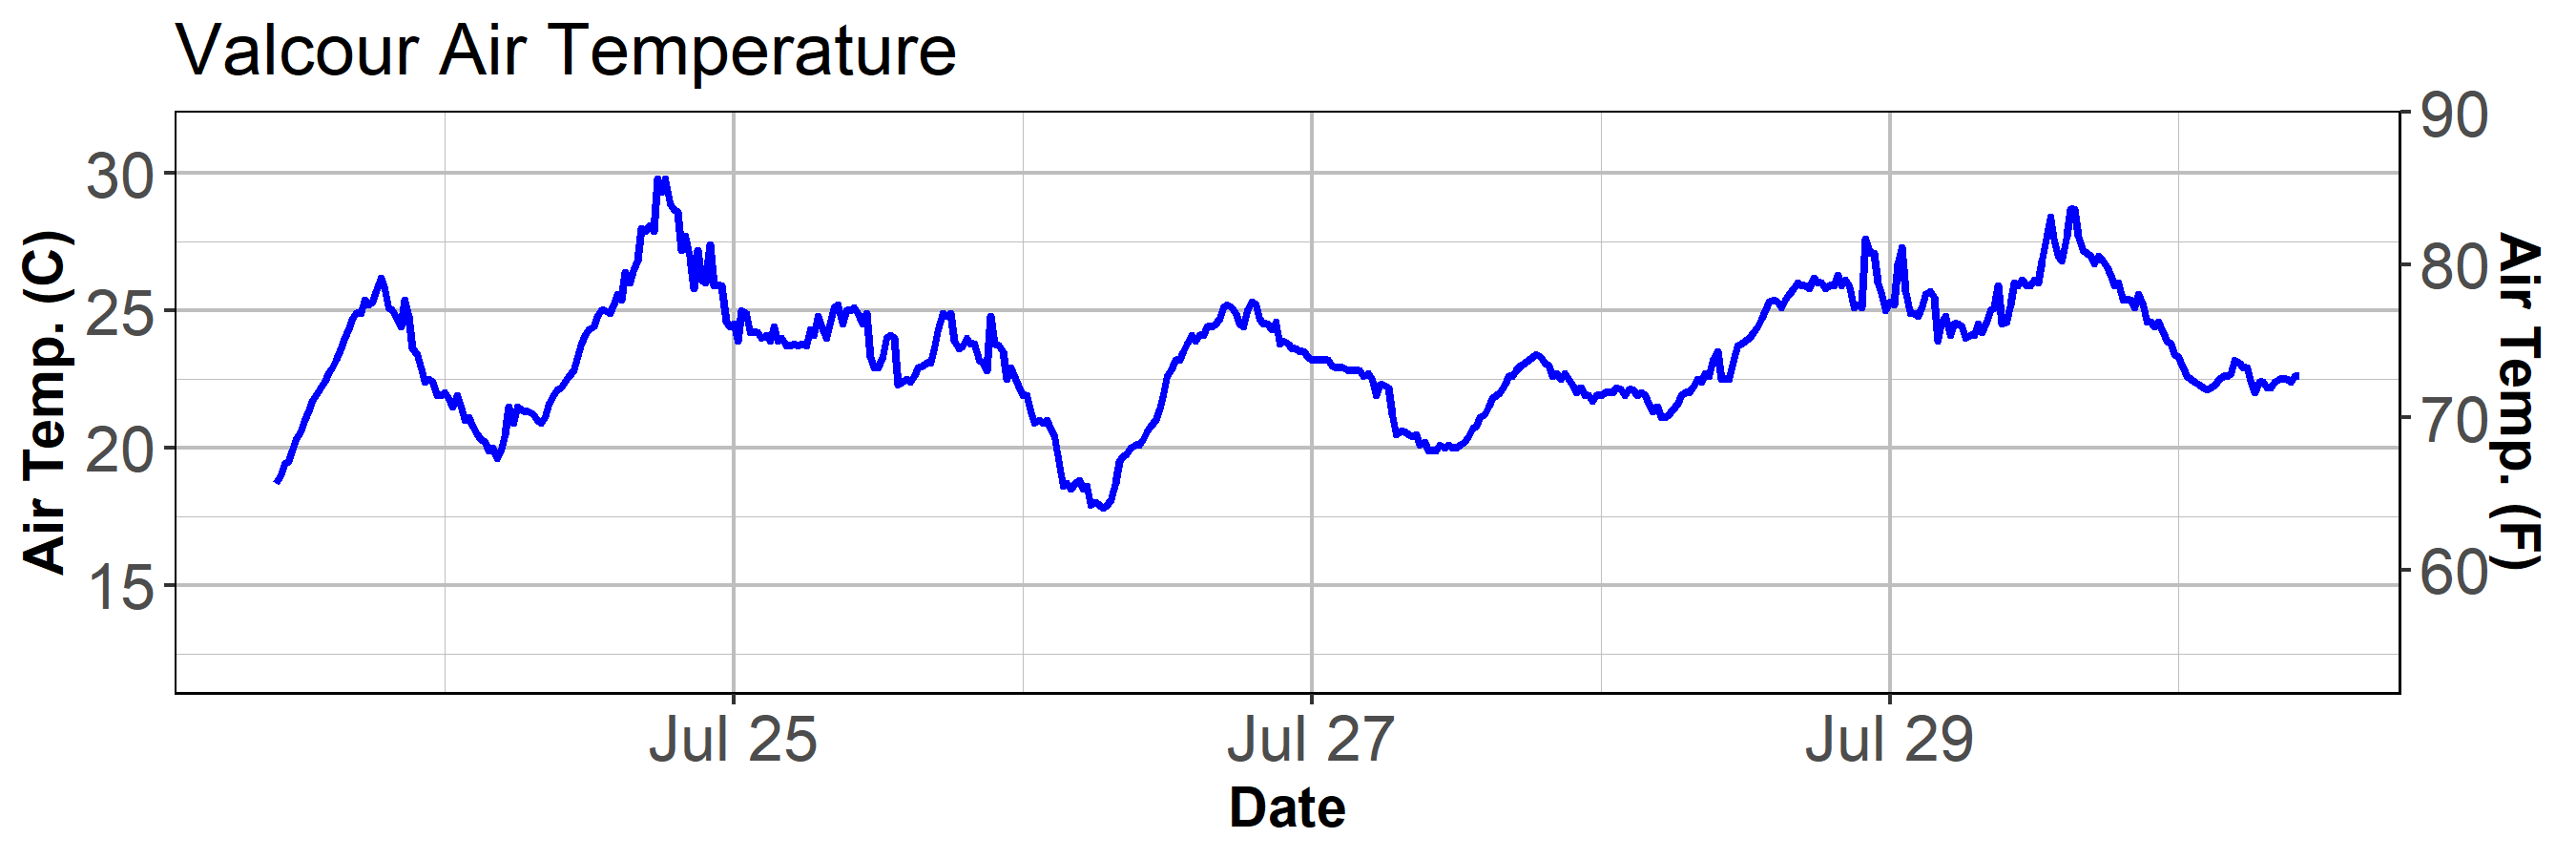 Valcour Air Temperature
Air Temp. (C)
30
25
20
15
90
80
70
60
Air Temp. (F)
Jul 25
Jul 27
Jul 29
Date